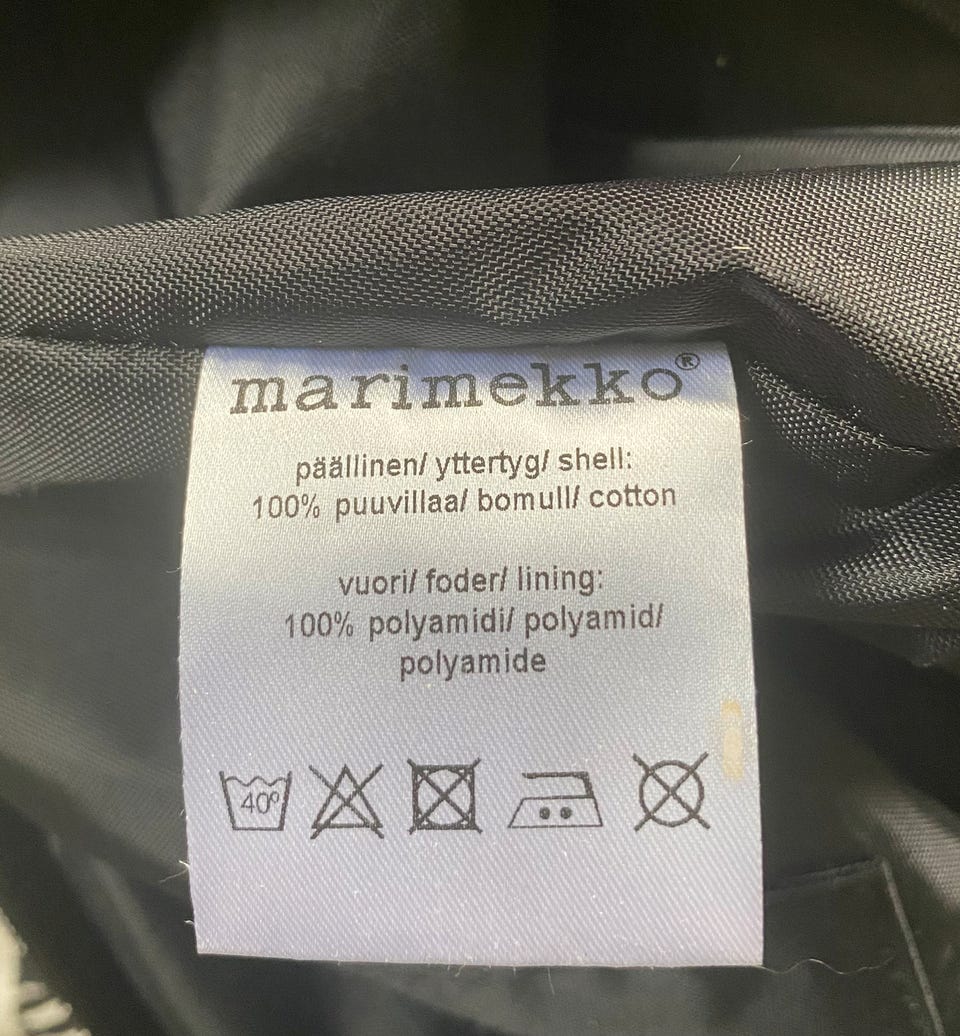 marimekko®
päällinen/ yttertyg/ shell:
100% puuvillaa/ bomull/ cotton
vuori/ foder/ lining:
100% polyamidi/ polyamid/
polyamide
40°